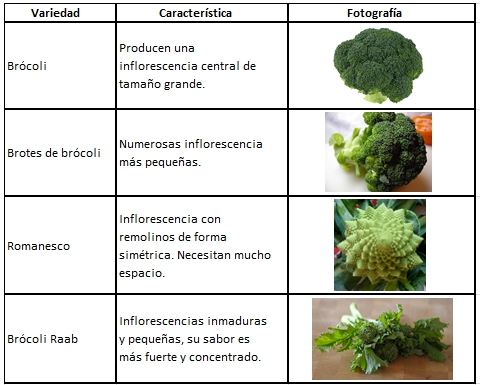 Variedad Característica Fotografía
Producen una
Brócoli inflorescencia central de
tamaño grande.
Brotes de brócoli Numerosas inflorescencia
más pequeñas.
Inflorescencia con
Romanesco remolinos de forma
simétrica. Necesitan mucho
espacio.
Inflorescencias inmaduras
Brócoli Raab y pequeñas, su sabor es
más fuerte y concentrado.